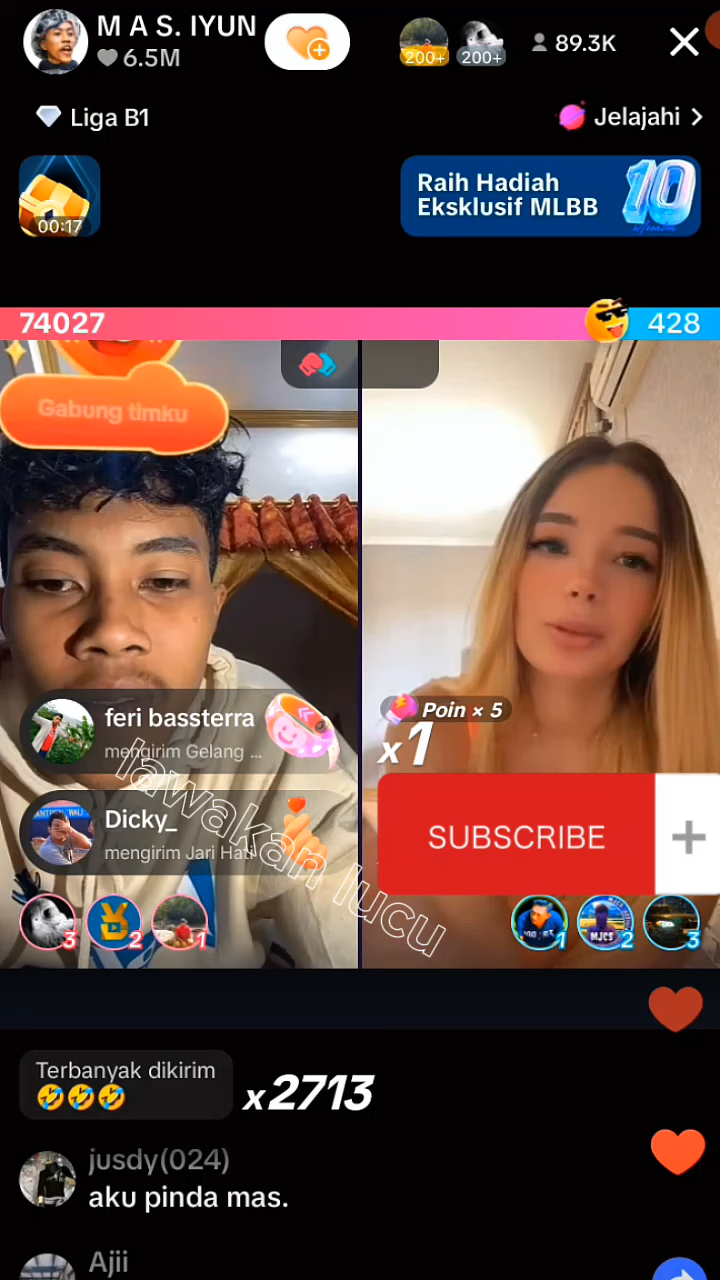 M A S. IYUN
6.5M
200+
200+
89.3K
Liga B1
Jelajahi
00:17
Raih Hadiah
Eksklusif MLBB
10
74027
428
Gabung timku
feri bassterra
mengirim Gelang ...
Poin × 5
x1
Dicky_
mengirim Jari Hati
SUBSCRIBE
lawakan lucu
3
2
1
1
MJCS
2
3
Terbanyak dikirim
x2713
jusdy(024)
aku pinda mas.
Ajii